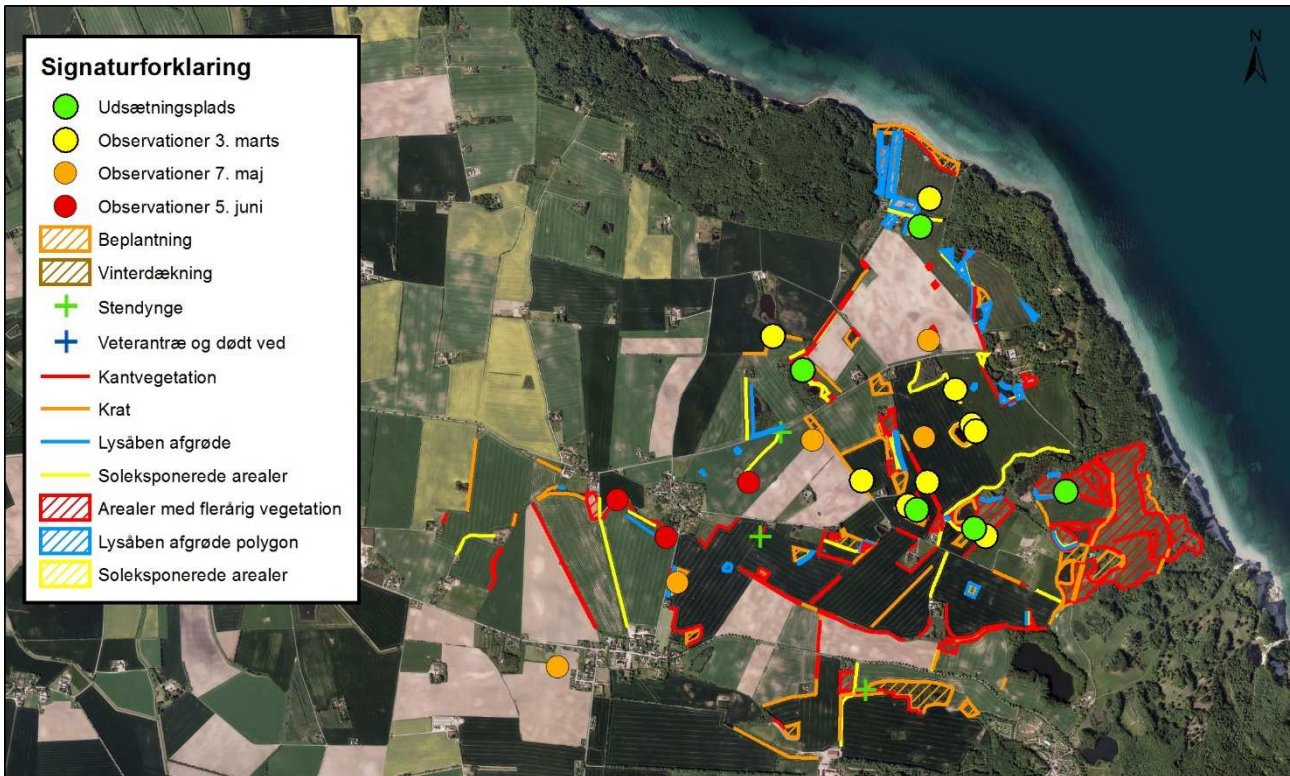 N
Signaturforklaring
Udsætningsplads
Observationer 3. marts
Observationer 7. maj
Observationer 5. juni
Beplantning
Vinterdækning
Stendynge
Veterantræ og dødt ved
Kantvegetation
Krat
Lysåben afgrøde
Soleksponerede arealer
Arealer med flerårig vegetation
Lysåben afgrøde polygon
Soleksponerede arealer